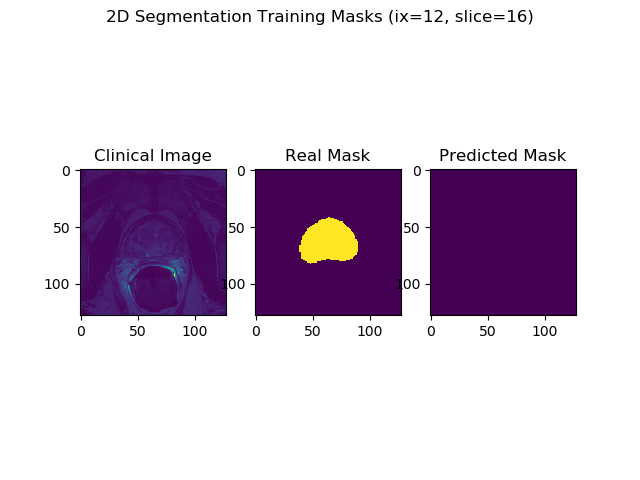 2D Segmentation Training Masks (ix=12, slice=16)
Clinical Image Real Mask Predicted Mask
0 0 0
50 50 50
100 100 100
0 50 100 0 50 100 0 50 100